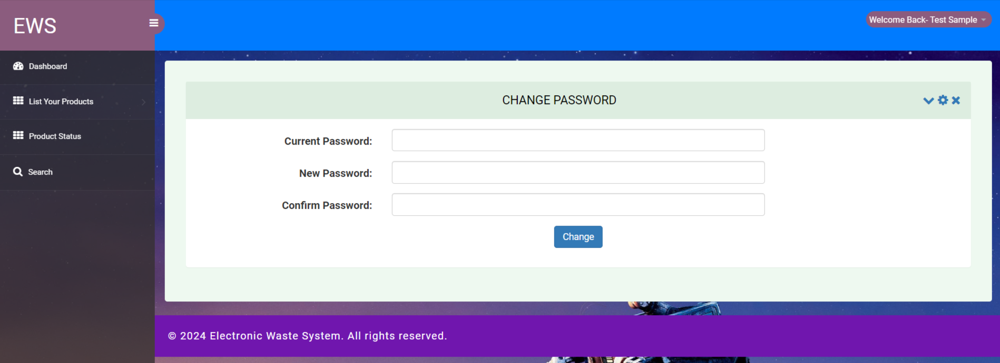 EWS
Welcome Back- Test Sample
Dashboard
List Your Products
Product Status
Search
CHANGE PASSWORD
Current Password:
New Password:
Confirm Password:
Change
© 2024 Electronic Waste System. All rights reserved.